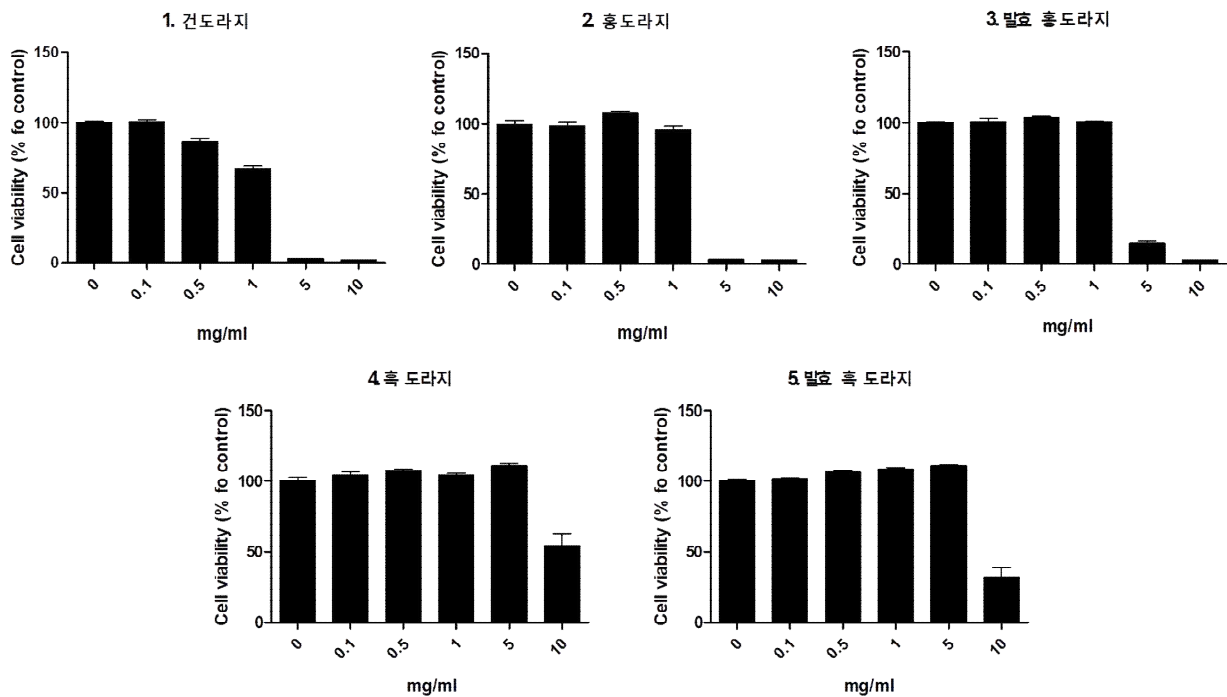 1. 건도라지
Cell viability (% fo control)
150
100
50
0
0 0.1 0.5 1 5 10
mg/ml
2. 홍도라지
Cell viability (% fo control)
150
100
50
0
0 0.1 0.5 1 5 10
mg/ml
3. 발효 홍도라지
Cell viability (% fo control)
150
100
50
0
0 0.1 0.5 1 5 10
mg/ml
4. 흑 도라지
Cell viability (% fo control)
150
100
50
0
0 0.1 0.5 1 5 10
mg/ml
5. 발효 흑 도라지
Cell viability (% fo control)
150
100
50
0
0 0.1 0.5 1 5 10
mg/ml